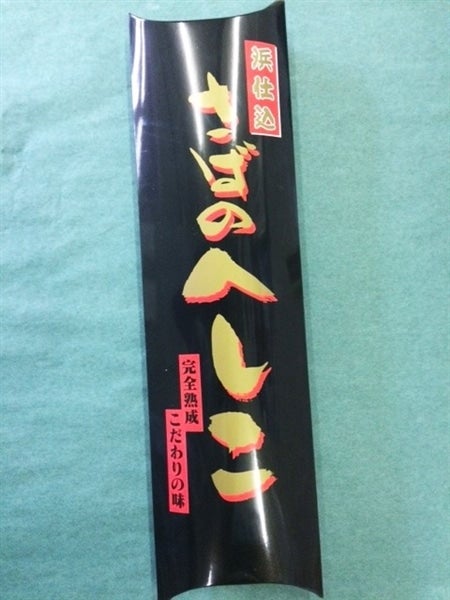 浜仕込
さばのへしこ
完全熟成
こだわりの味